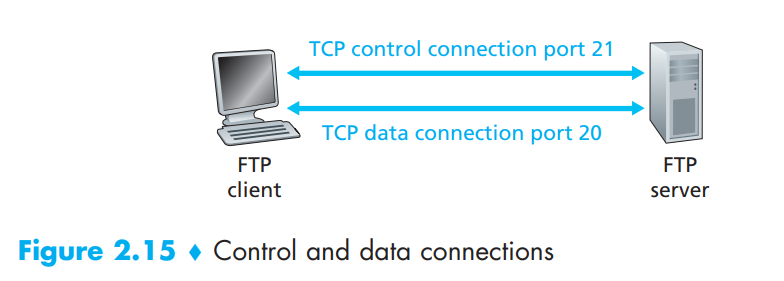 TCP control connection port 21
TCP data connection port 20
FTP
client
FTP
server
Figure 2.15 ♦ Control and data connections